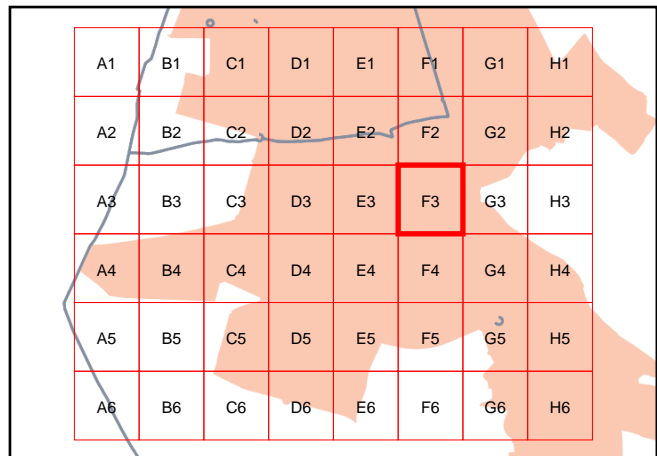 A1 B1 C1 D1 E1 F1 G1 H1
A2 B2 C2 D2 E2 F2 G2 H2
A3 B3 C3 D3 E3 F3 G3 H3
A4 B4 C4 D4 E4 F4 G4 H4
A5 B5 C5 D5 E5 F5 G5 H5
A6 B6 C6 D6 E6 F6 G6 H6